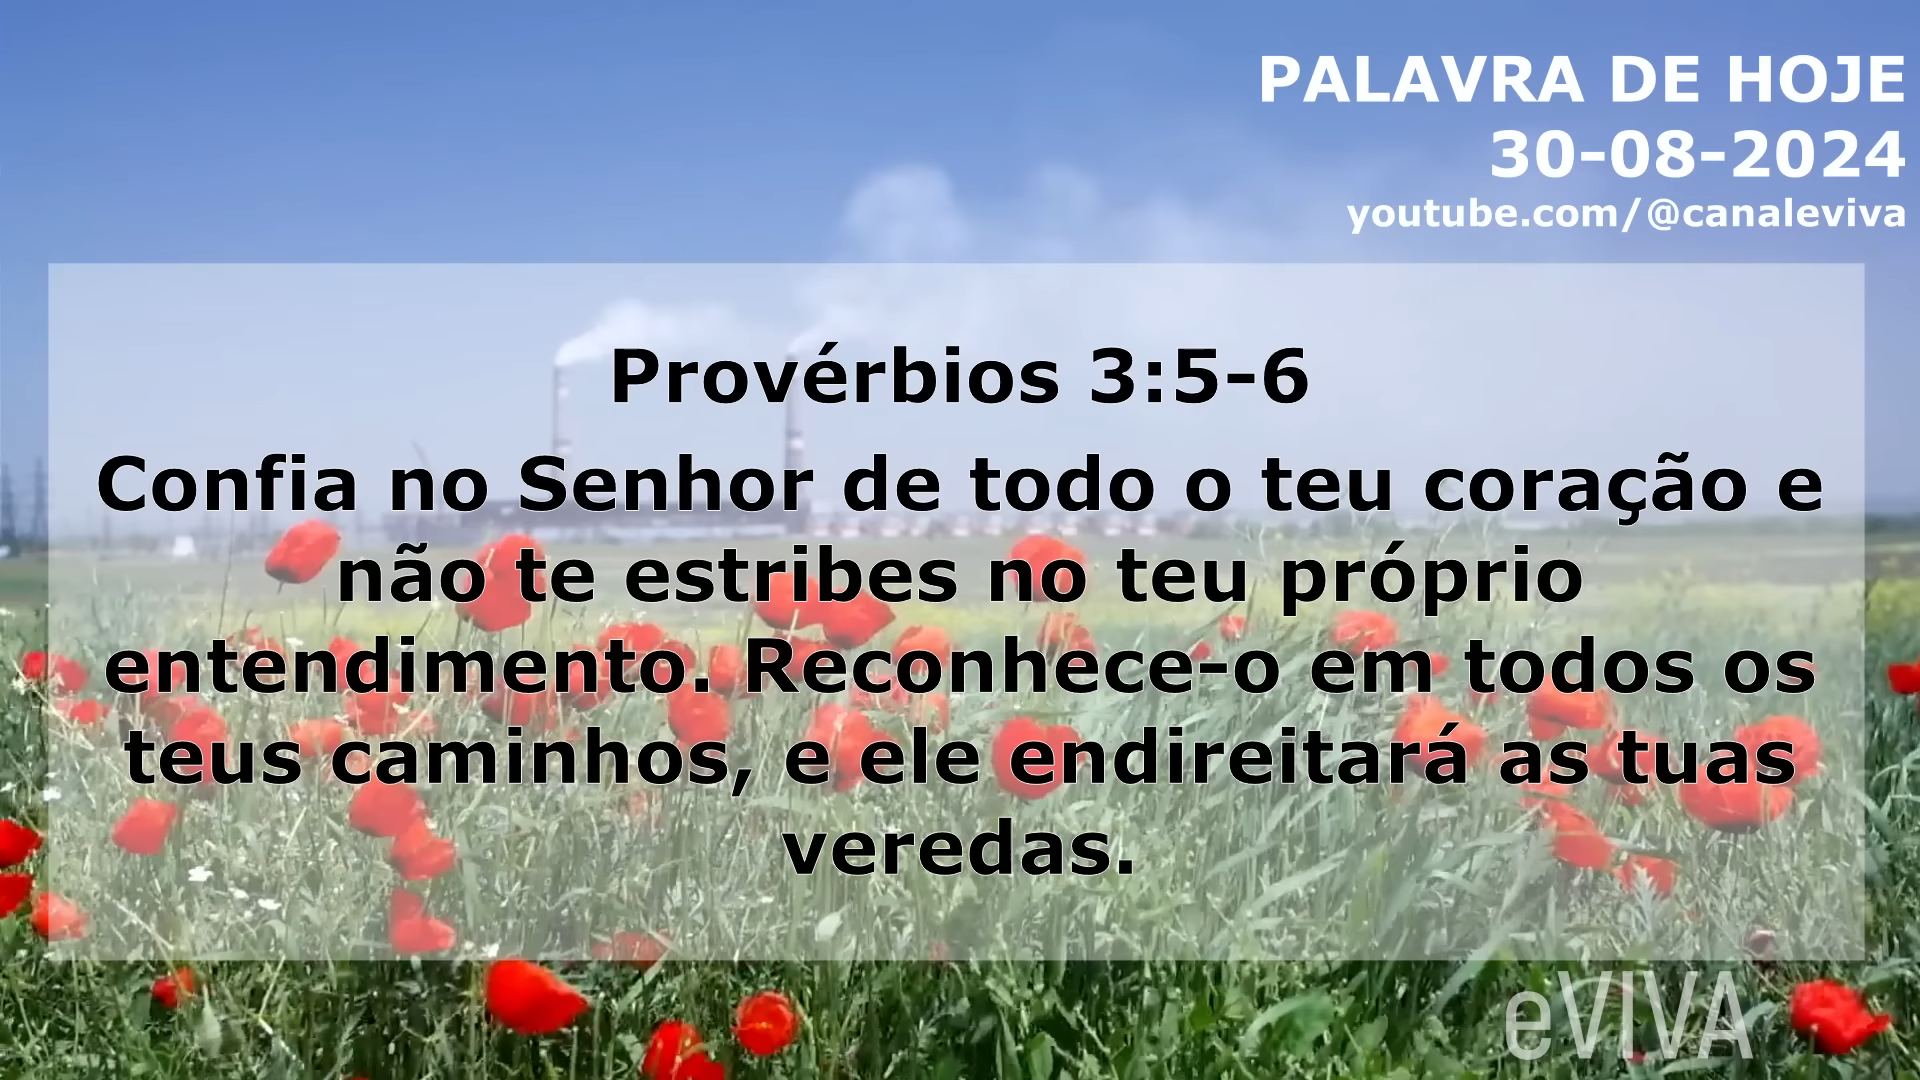 PALAVRA DE HOJE
30-08-2024
youtube.com/@canaleviva
Provérbios 3:5-6
Confia no Senhor de todo o teu coração e
não te estribes no teu próprio
entendimento. Reconhece-o em todos os
teus caminhos, e ele endireitará as tuas
veredas.
eVIVA